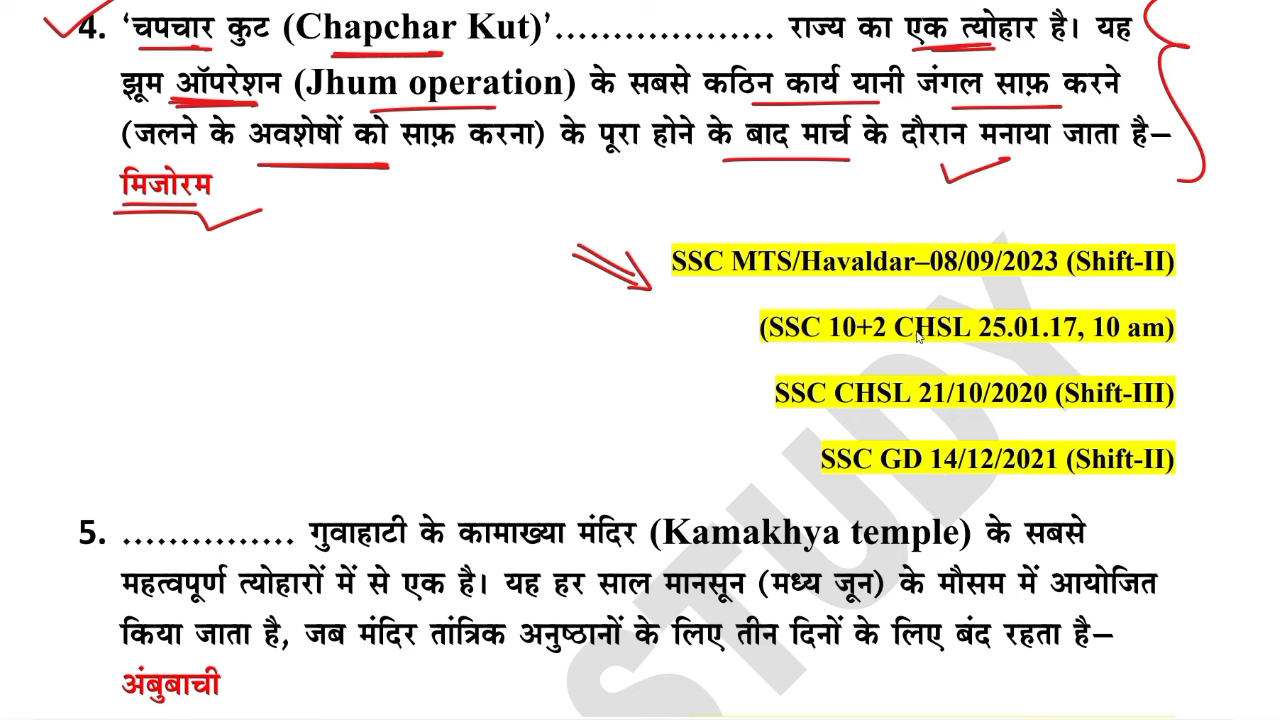 4. ‘चपचार कुट (Chapchar Kut)’................... राज्य का एक त्योहार है। यह
झूम ऑपरेशन (Jhum operation) के सबसे कठिन कार्य यानी जंगल साफ़ करने
(जलने के अवशेषों को साफ़ करना) के पूरा होने के बाद मार्च के दौरान मनाया जाता है–
मिजोरम
SSC MTS/Havaldar–08/09/2023 (Shift-II)
(SSC 10+2 CHSL 25.01.17, 10 am)
SSC CHSL 21/10/2020 (Shift-III)
SSC GD 14/12/2021 (Shift-II)
5. ............... गुवाहाटी के कामाख्या मंदिर (Kamakhya temple) के सबसे
महत्वपूर्ण त्योहारों में से एक है। यह हर साल मानसून (मध्य जून) के मौसम में आयोजित
किया जाता है, जब मंदिर तांत्रिक अनुष्ठानों के लिए तीन दिनों के लिए बंद रहता है–
अंबुबाची
STUDY